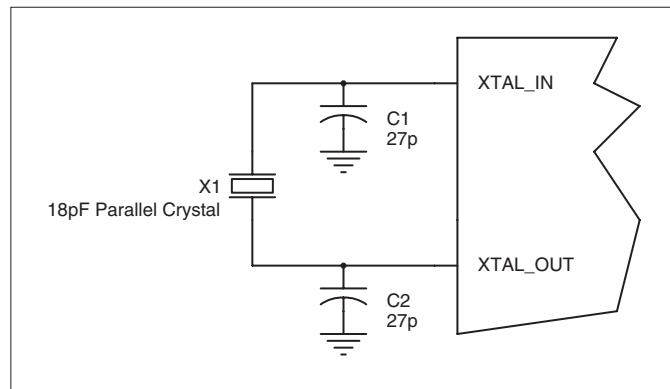 XTAL_IN
C1
27p
X1
18pF Parallel Crystal
XTAL_OUT
C2
27p